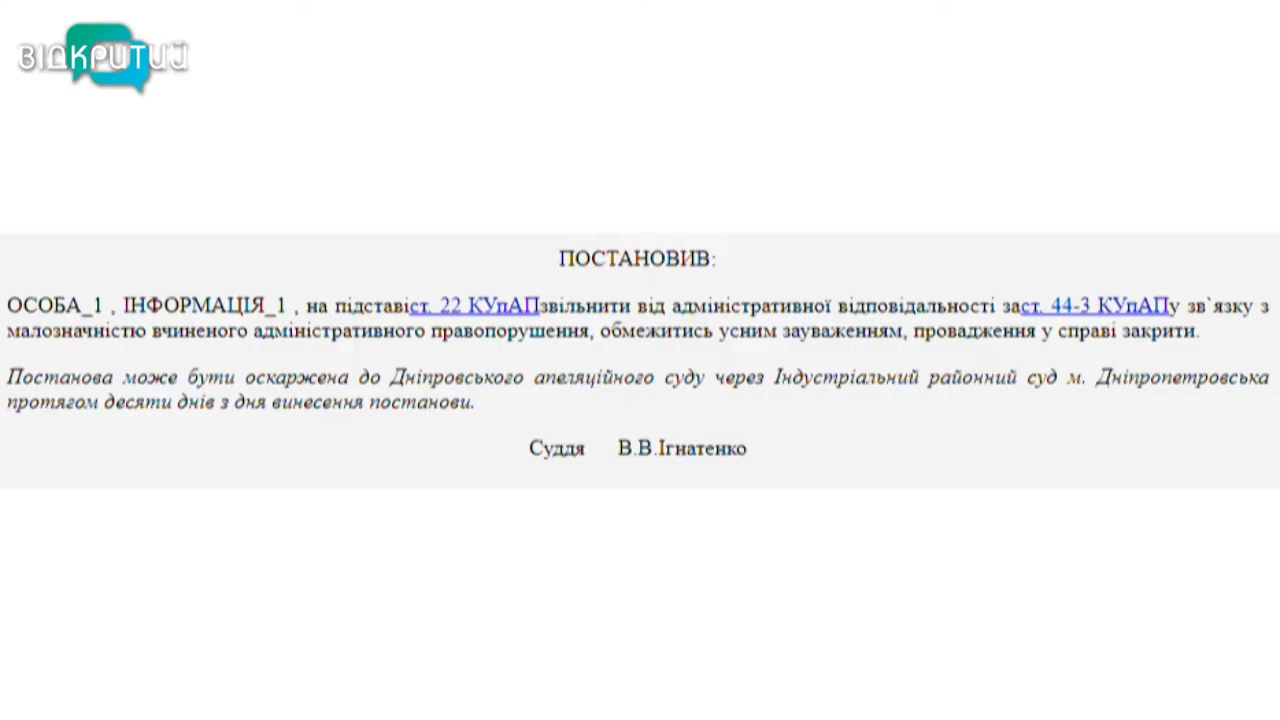 ВІДКРИТИЙ
ПОСТАНОВИВ:
ОСОБА_1 , ІНФОРМАЦІЯ_1 , на підставіст. 22 КУпАПзвільнити від адміністративної відповідальності заст. 44-3 КУпАПу зв`язку з
малозначністю вчиненого адміністративного правопорушення, обмежитись усним зауваженням, провадження у справі закрити.
Постанова може бути оскаржена до Дніпровського апеляційного суду через Індустріальний районний суд м. Дніпропетровська
протягом десяти днів з дня винесення постанови.
Суддя В.В.Ігнатенко